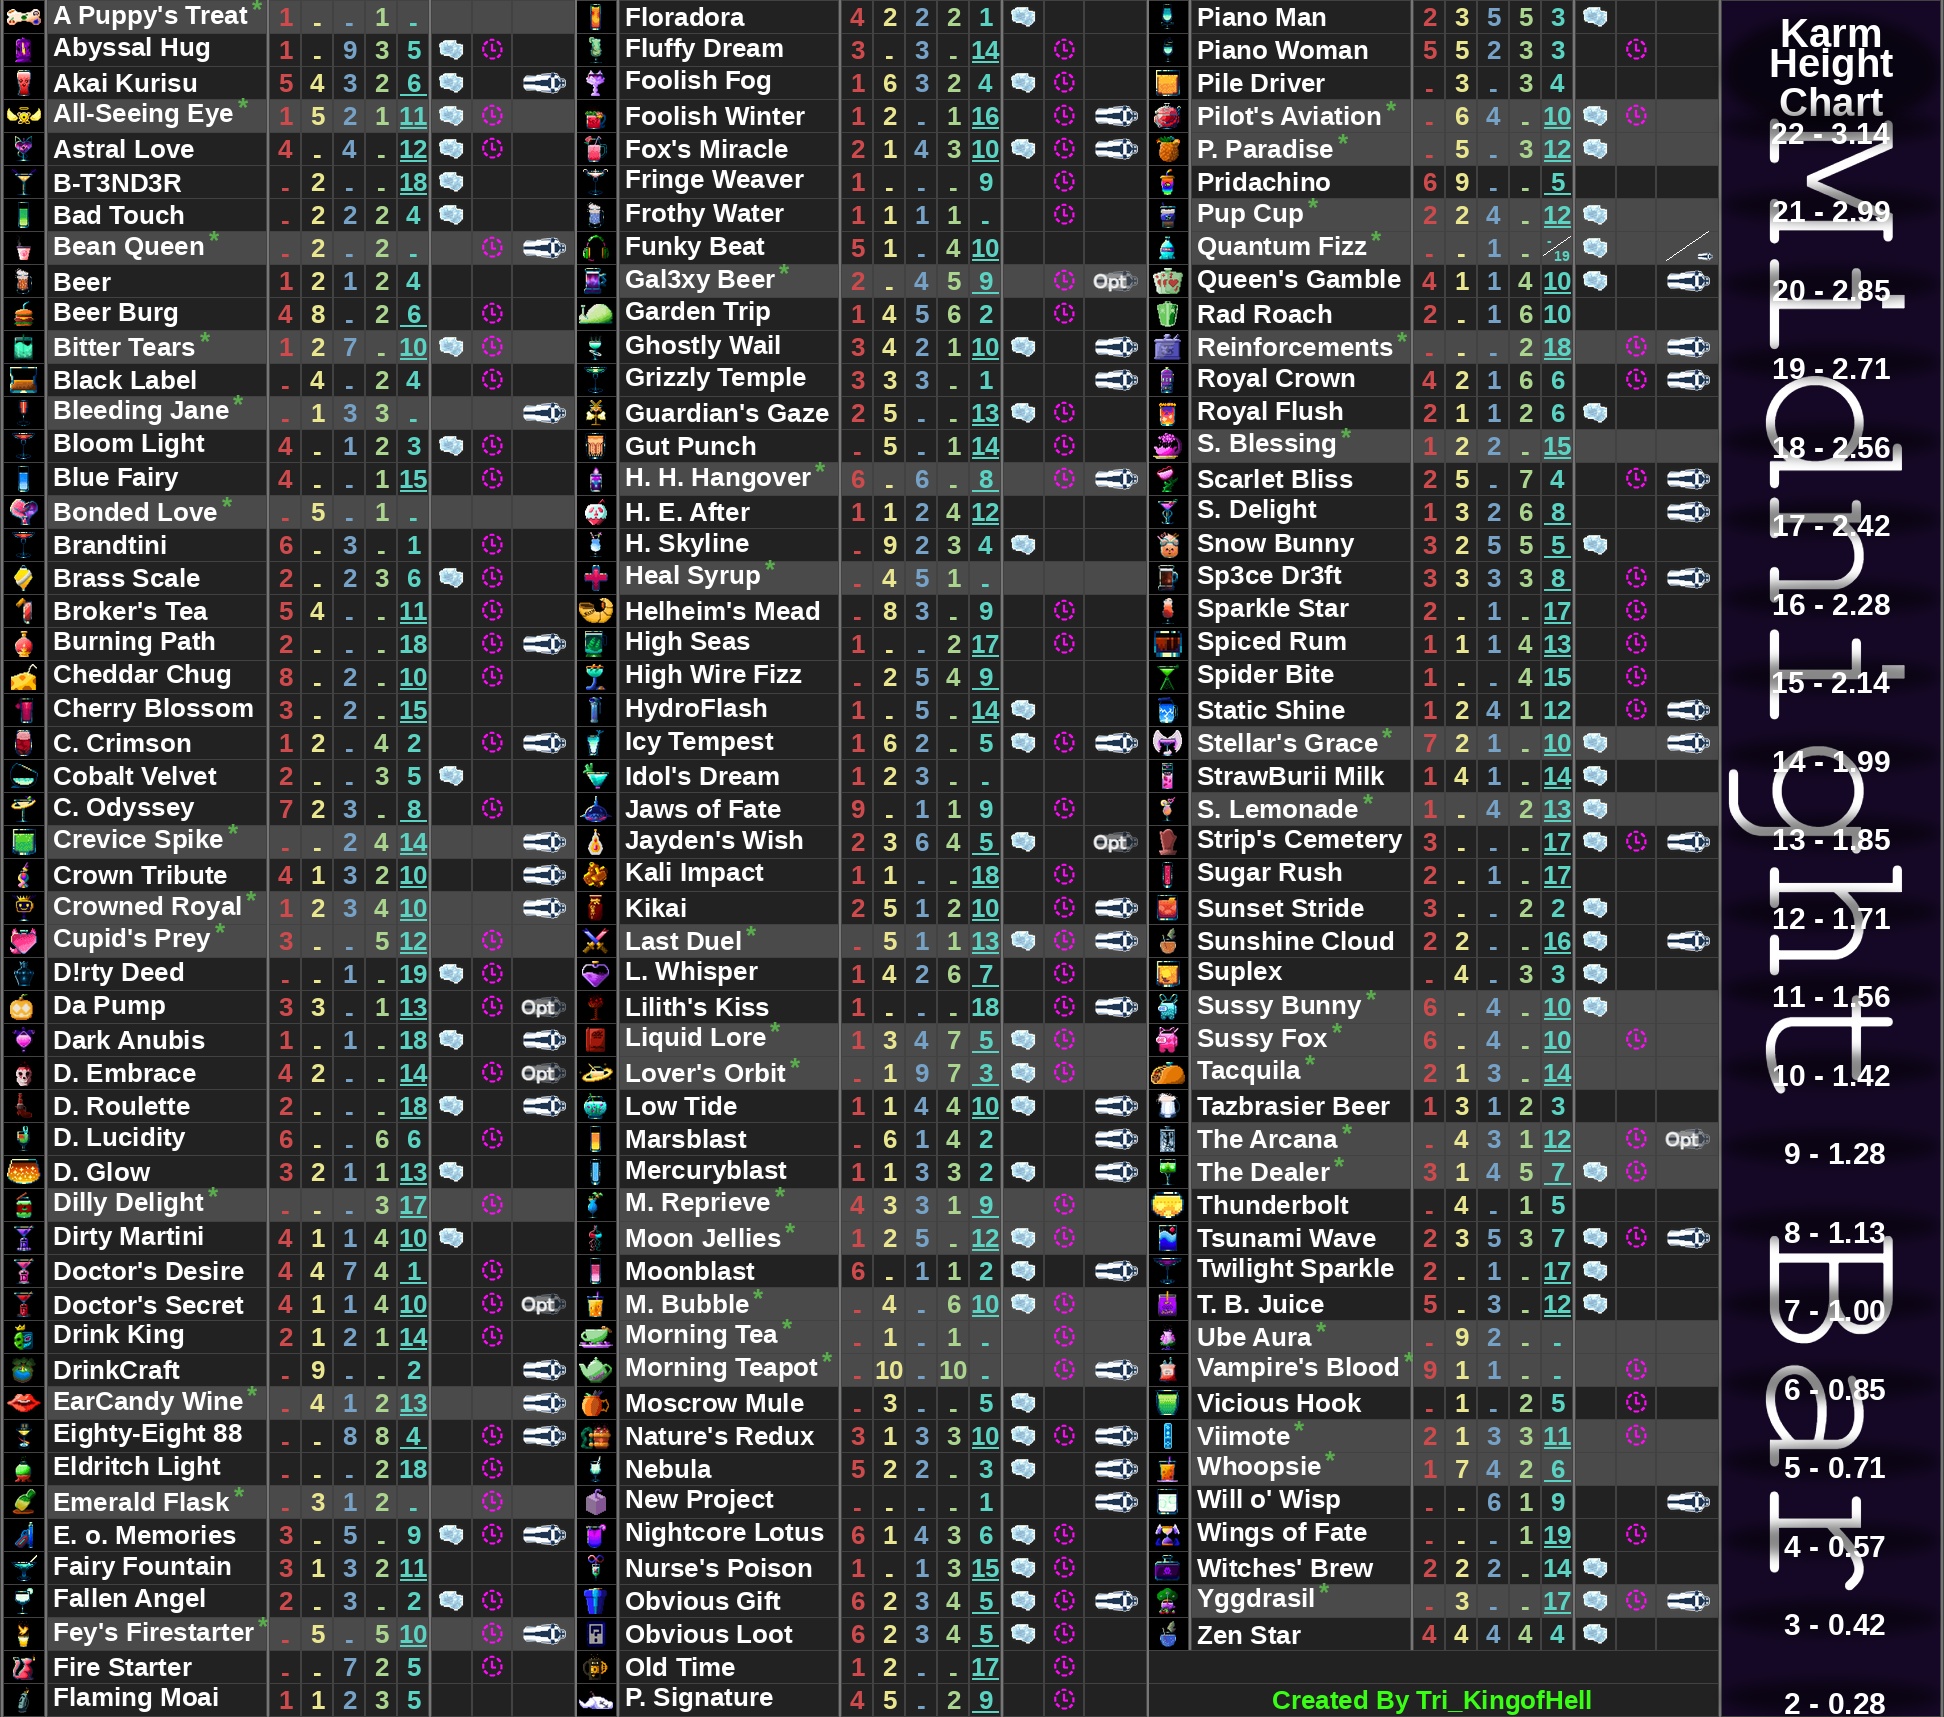 A Puppy's Treat* 1 - - 1 -
Abyssal Hug 1 - 9 3 5
Akai Kurisu 5 4 3 2 6
All-Seeing Eye* 1 5 2 1 11
Astral Love 4 - 4 - 12
B-T3ND3R - 2 - - 18
Bad Touch - 2 2 2 4
Bean Queen* - 2 - 2 -
Beer 1 2 1 2 4
Beer Burg 4 8 - 2 6
Bitter Tears* 1 2 7 - 10
Black Label - 4 - 2 4
Bleeding Jane* - 1 3 3 -
Bloom Light 4 - 1 2 3
Blue Fairy 4 - - 1 15
Bonded Love* - 5 - 1 -
Brandtini 6 - 3 - 1
Brass Scale 2 - 2 3 6
Broker's Tea 5 4 - - 11
Burning Path 2 - - - 18
Cheddar Chug 8 - 2 - 10
Cherry Blossom 3 - 2 - 15
C. Crimson 1 2 - 4 2
Cobalt Velvet 2 - - 3 5
C. Odyssey 7 2 3 - 8
Crevice Spike* - - 2 4 14
Crown Tribute 4 1 3 2 10
Crowned Royal* 1 2 3 4 10
Cupid's Prey* 3 - - 5 12
D!rty Deed - - 1 - 19
Da Pump 3 3 - 1 13 Opt
Dark Anubis 1 - 1 - 18
D. Embrace 4 2 - - 14 Opt
D. Roulette 2 - - - 18
D. Lucidity 6 - - 6 6
D. Glow 3 2 1 1 13
Dilly Delight* - - - 3 17
Dirty Martini 4 1 1 4 10
Doctor's Desire 4 4 7 4 1
Doctor's Secret 4 1 1 4 10 Opt
Drink King 2 1 2 1 14
DrinkCraft - 9 - - 2
EarCandy Wine* - 4 1 2 13
Eighty-Eight 88 - - 8 8 4
Eldritch Light - - - 2 18
Emerald Flask* - 3 1 2 -
E. o. Memories 3 - 5 - 9
Fairy Fountain 3 1 3 2 11
Fallen Angel 2 - 3 - 2
Fey's Firestarter* - 5 - 5 10
Fire Starter - - 7 2 5
Flaming Moai 1 1 2 3 5
Floradora 4 2 2 2 1
Fluffy Dream 3 - 3 - 14
Foolish Fog 1 6 3 2 4
Foolish Winter 1 2 - 1 16
Fox's Miracle 2 1 4 3 10
Fringe Weaver 1 - - - 9
Frothy Water 1 1 1 1 -
Funky Beat 5 1 - 4 10
Gal3xy Beer* 2 - 4 5 9 Opt
Garden Trip 1 4 5 6 2
Ghostly Wail 3 4 2 1 10
Grizzly Temple 3 3 3 - 1
Guardian's Gaze 2 5 - - 13
Gut Punch - 5 - 1 14
H. H. Hangover* 6 - 6 - 8
H. E. After 1 1 2 4 12
H. Skyline - 9 2 3 4
Heal Syrup* - 4 5 1 -
Helheim's Mead - 8 3 - 9
High Seas 1 - - 2 17
High Wire Fizz - 2 5 4 9
HydroFlash 1 - 5 - 14
Icy Tempest 1 6 2 - 5
Idol's Dream 1 2 3 - -
Jaws of Fate 9 - 1 1 9
Jayden's Wish 2 3 6 4 5 Opt
Kali Impact 1 1 - - 18
Kikai 2 5 1 2 10
Last Duel* - 5 1 1 13
L. Whisper 1 4 2 6 7
Lilith's Kiss 1 - - - 18
Liquid Lore* 1 3 4 7 5
Lover's Orbit* - 1 9 7 3
Low Tide 1 1 4 4 10
Marsblast - 6 1 4 2
Mercuryblast 1 1 3 3 2
M. Reprieve* 4 3 3 1 9
Moon Jellies* 1 2 5 - 12
Moonblast 6 - 1 1 2
M. Bubble* - 4 - 6 10
Morning Tea* - 1 - 1 -
Morning Teapot* - 10 - 10 -
Moscrow Mule - 3 - - 5
Nature's Redux 3 1 3 3 10
Nebula 5 2 2 - 3
New Project - - - - 1
Nightcore Lotus 6 1 4 3 6
Nurse's Poison 1 - 1 3 15
Obvious Gift 6 2 3 4 5
Obvious Loot 6 2 3 4 5
Old Time 1 2 - - 17
P. Signature 4 5 - 2 9
Piano Man 2 3 5 5 3
Piano Woman 5 5 2 3 3
Pile Driver - 3 - 3 4
Pilot's Aviation* - 6 4 - 10
P. Paradise* - 5 - 3 12
Pridachino 6 9 - - 5
Pup Cup* 2 2 4 - 12
Quantum Fizz* - - 1 - -/19
Queen's Gamble 4 1 1 4 10
Rad Roach 2 - 1 6 10
Reinforcements* - - - 2 18
Royal Crown 4 2 1 6 6
Royal Flush 2 1 1 2 6
S. Blessing* 1 2 2 - 15
Scarlet Bliss 2 5 - 7 4
S. Delight 1 3 2 6 8
Snow Bunny 3 2 5 5 5
Sp3ce Dr3ft 3 3 3 3 8
Sparkle Star 2 - 1 - 17
Spiced Rum 1 1 1 4 13
Spider Bite 1 - - 4 15
Static Shine 1 2 4 1 12
Stellar's Grace* 7 2 1 - 10
StrawBurii Milk 1 4 1 - 14
S. Lemonade* 1 - 4 2 13
Strip's Cemetery 3 - - - 17
Sugar Rush 2 - 1 - 17
Sunset Stride 3 - - 2 2
Sunshine Cloud 2 2 - - 16
Suplex - 4 - 3 3
Sussy Bunny* 6 - 4 - 10
Sussy Fox* 6 - 4 - 10
Tacquila* 2 1 3 - 14
Tazbrasier Beer 1 3 1 2 3
The Arcana* - 4 3 1 12 Opt
The Dealer* 3 1 4 5 7
Thunderbolt - 4 - 1 5
Tsunami Wave 2 3 5 3 7
Twilight Sparkle 2 - 1 - 17
T. B. Juice 5 - 3 - 12
Ube Aura* - 9 2 - -
Vampire's Blood* 9 1 1 - -
Vicious Hook - 1 - 2 5
Viimote* 2 1 3 3 11
Whoopsie* 1 7 4 2 6
Will o' Wisp - - 6 1 9
Wings of Fate - - - 1 19
Witches' Brew 2 2 2 - 14
Yggdrasil* - 3 - - 17
Zen Star 4 4 4 4 4
Created By Tri_KingofHell
Karm
Height
Chart
22 - 3.14
21 - 2.99
20 - 2.85
19 - 2.71
18 - 2.56
17 - 2.42
16 - 2.28
15 - 2.14
14 - 1.99
13 - 1.85
12 - 1.71
11 - 1.56
10 - 1.42
9 - 1.28
8 - 1.13
7 - 1.00
6 - 0.85
5 - 0.71
4 - 0.57
3 - 0.42
2 - 0.28
Midnight Bar